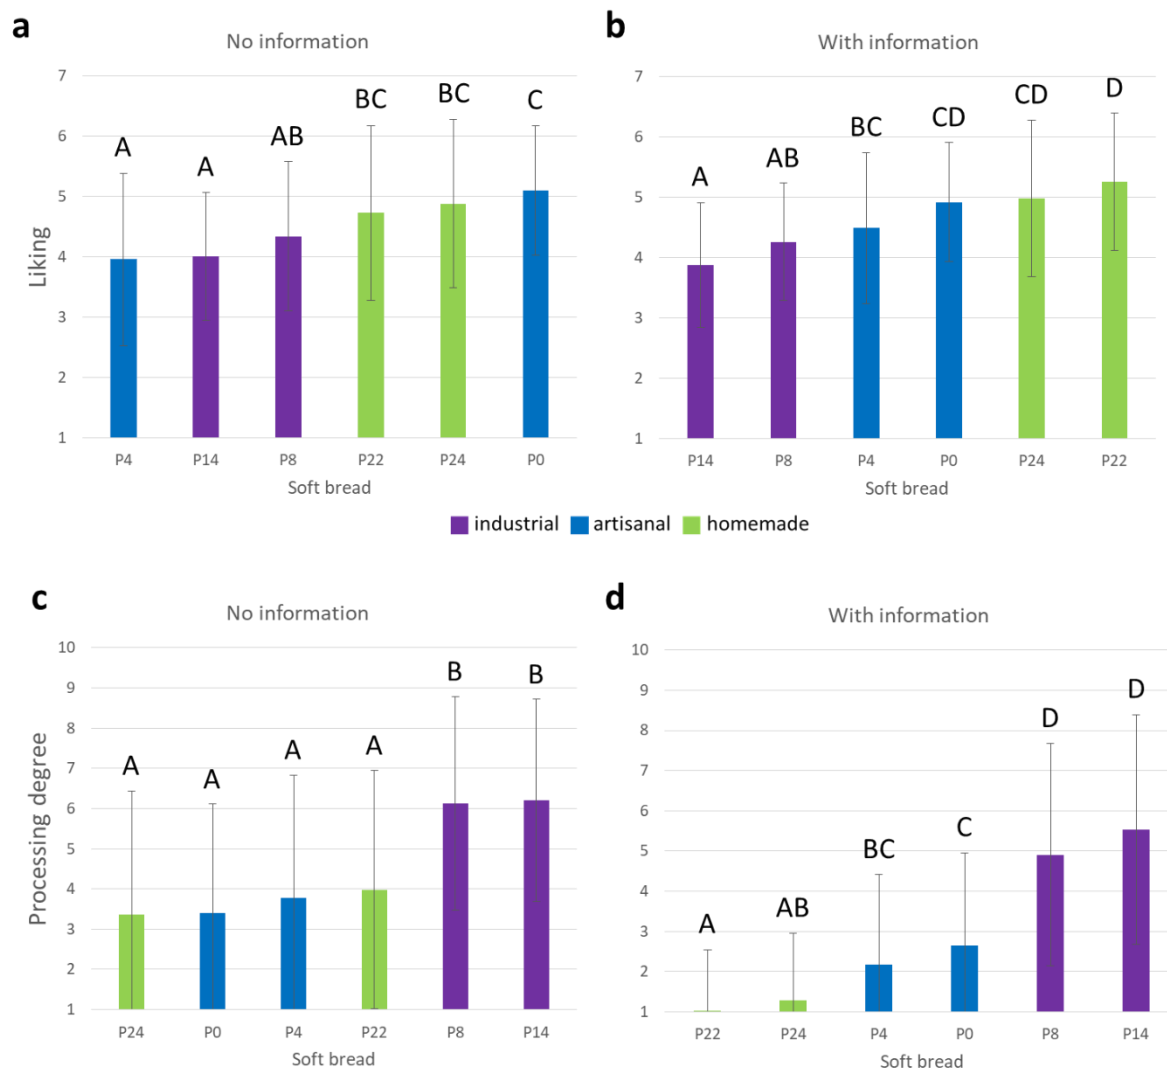 a
No information
7
6
5
4
3
2
1
Liking
A
A
AB
BC
BC
C
P4 P14 P8 P22 P24 P0
Soft bread
b
With information
7
6
5
4
3
2
1
A
AB
BC
CD
CD
D
P14 P8 P4 P0 P24 P22
Soft bread
industrial artisanal homemade
c
No information
10
9
8
7
6
5
4
3
2
1
Processing degree
A
A
A
A
B
B
P24 P0 P4 P22 P8 P14
Soft bread
d
With information
10
9
8
7
6
5
4
3
2
1
A
AB
BC
C
D
D
P22 P24 P4 P0 P8 P14
Soft bread